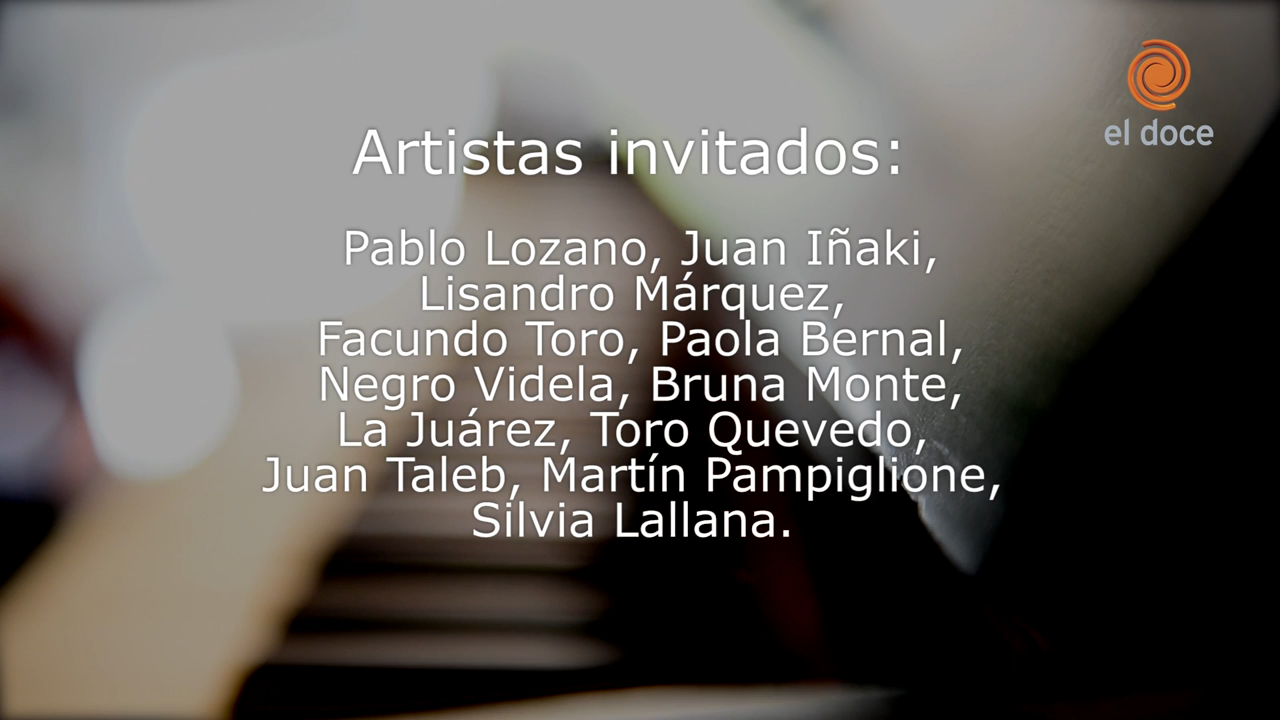 el doce
Artistas invitados:
Pablo Lozano, Juan Iñaki,
Lisandro Márquez,
Facundo Toro, Paola Bernal,
Negro Videla, Bruna Monte,
La Juárez, Toro Quevedo,
Juan Taleb, Martín Pampiglione,
Silvia Lallana.